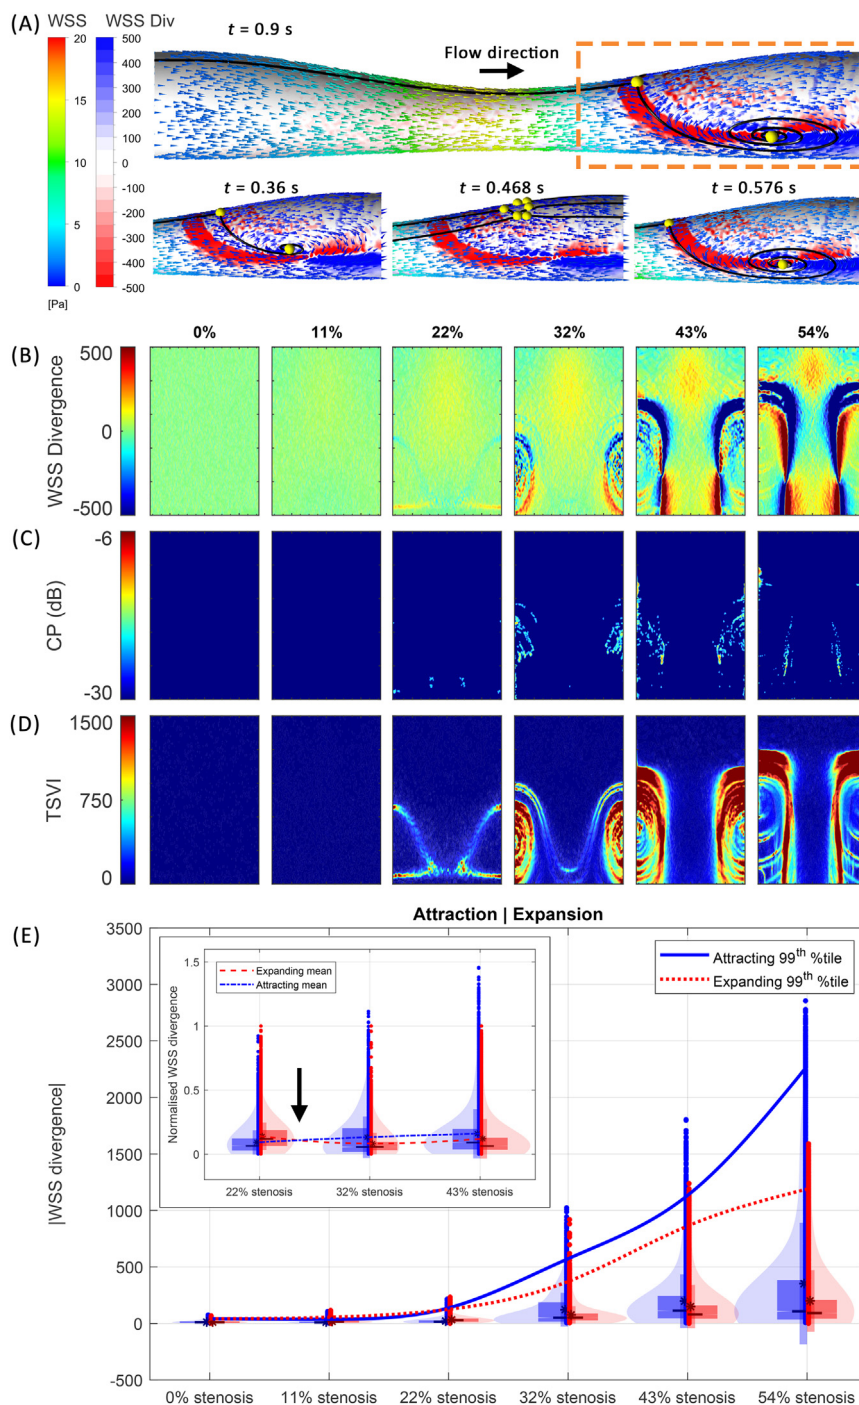 (A)
WSS
WSS Div
t = 0.9 s
Flow direction
20
15
10
5
0
[Pa]
500
400
300
200
100
0
-100
-200
-300
-400
-500
t = 0.36 s
t = 0.468 s
t = 0.576 s
0%
11%
22%
32%
43%
54%
(B)
WSS Divergence
500
0
-500
(C)
CP (dB)
-6
-30
(D)
TSVI
1500
750
0
(E)
Attraction | Expansion
|WSS divergence|
3500
3000
2500
2000
1500
1000
500
0
-500
Attracting 99th %tile
Expanding 99th %tile
Normalised WSS divergence
1.5
1
0.5
0
Expanding mean
Attracting mean
22% stenosis
32% stenosis
43% stenosis
0% stenosis
11% stenosis
22% stenosis
32% stenosis
43% stenosis
54% stenosis